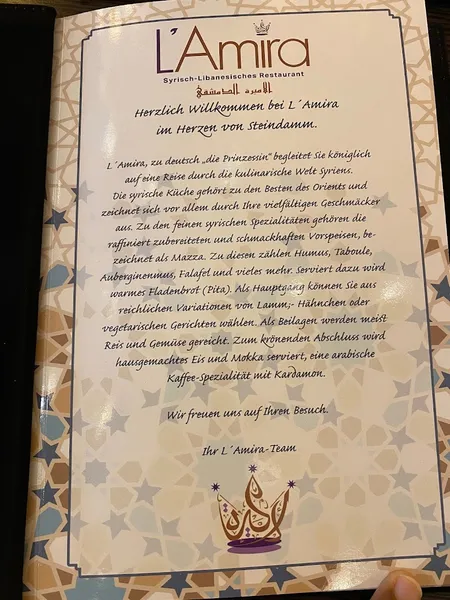 L'Amira
Syrisch-Libanesisches Restaurant
الاميرة الدمشقية
Herzlich Willkommen bei L´Amira
im Herzen von Steindamm.
L´Amira, zu deutsch „die Prinzessin" begleitet Sie königlich
auf eine Reise durch die kulinarische Welt Syriens.
Die syrische Küche gehört zu den Besten des Orients und
zeichnet sich vor allem durch Ihre vielfältigen Geschmäcker
aus. Zu den feinen syrischen Spezialitäten gehören die
raffiniert zubereiteten und schmackhaften Vorspeisen, be-
zeichnet als Mazza. Zu diesen zählen Humus, Taboule,
Auberginenmus, Falafel und vieles mehr. Serviert dazu wird
warmes Fladenbrot (Pita). Als Hauptgang können Sie aus
reichlichen Variationen von Lamm,- Hähnchen oder
vegetarischen Gerichten wählen. Als Beilagen werden meist
Reis und Gemüse gereicht. Zum krönenden Abschluss wird
hausgemachtes Eis und Mokka serviert, eine arabische
Kaffee-Spezialität mit Kardamon.
Wir freuen uns auf Ihren Besuch.
Ihr L´Amira-Team